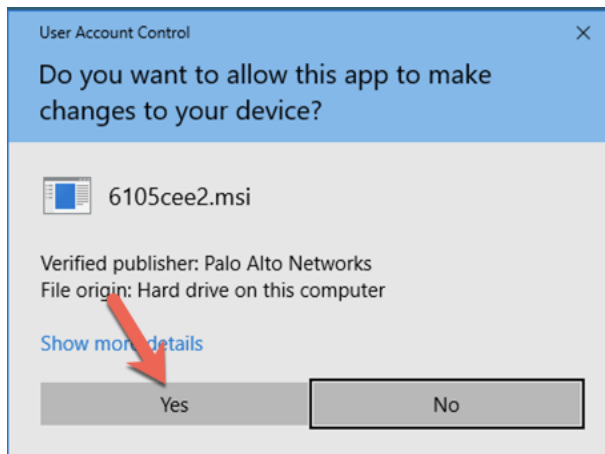 User Account Control
Do you want to allow this app to make
changes to your device?
6105cee2.msi
Verified publisher: Palo Alto Networks
File origin: Hard drive on this computer
Show more details
Yes
No